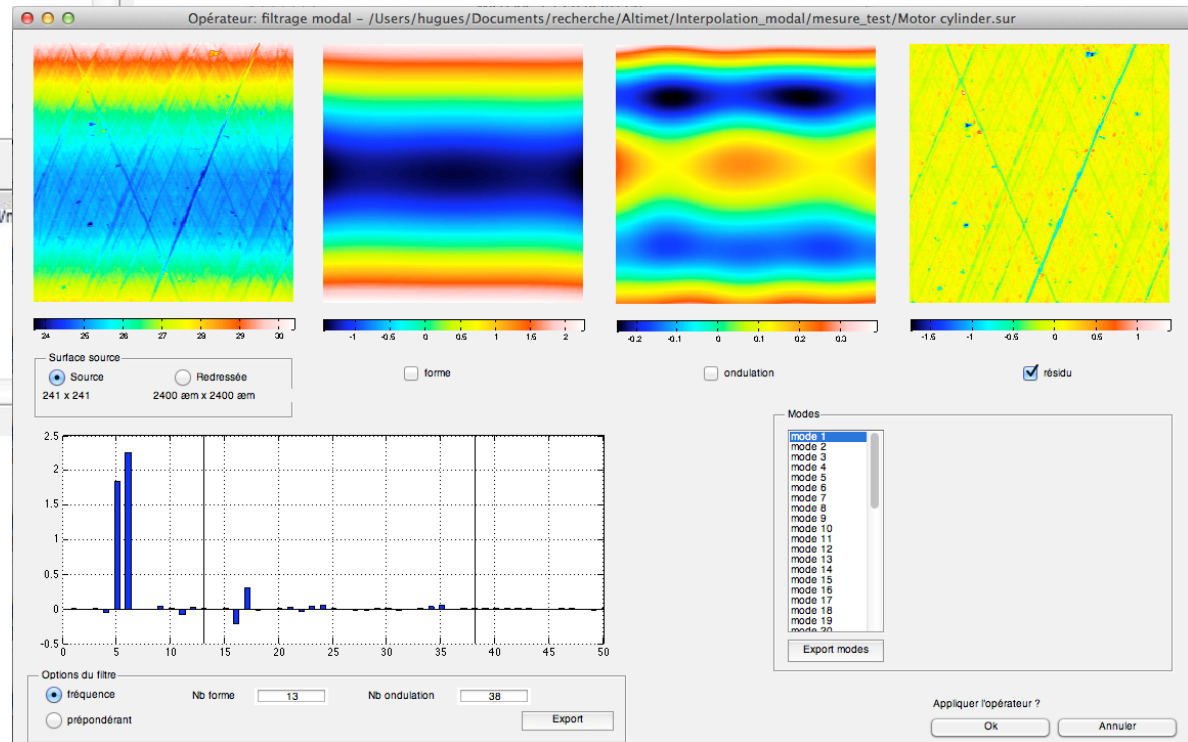 Opérateur: filtrage modal – /Users/hugues/Documents/recherche/Altimet/Interpolation_modal/mesure_test/Motor cylinder.sur
24 25 26 27 28 29 30
-1 -0.5 0 0.5 1 1.5 2
-0.2 -0.1 0 0.1 0.2 0.3
-1.5 -1 -0.5 0 0.5 1
Surface source
Source Redressée
241 x 241 2400 æm x 2400 æm
forme
ondulation
résidu
2.5
2
1.5
1
0.5
0
-0.5
0 5 10 15 20 25 30 35 40 45 50
Modes
mode 1
mode 2
mode 3
mode 4
mode 5
mode 6
mode 7
mode 8
mode 9
mode 10
mode 11
mode 12
mode 13
mode 14
mode 15
mode 16
mode 17
mode 18
mode 19
mode 20
Export modes
Options du filtre
fréquence Nb forme 13 Nb ondulation 38
prépondérant Export
Appliquer l'opérateur ?
Ok Annuler